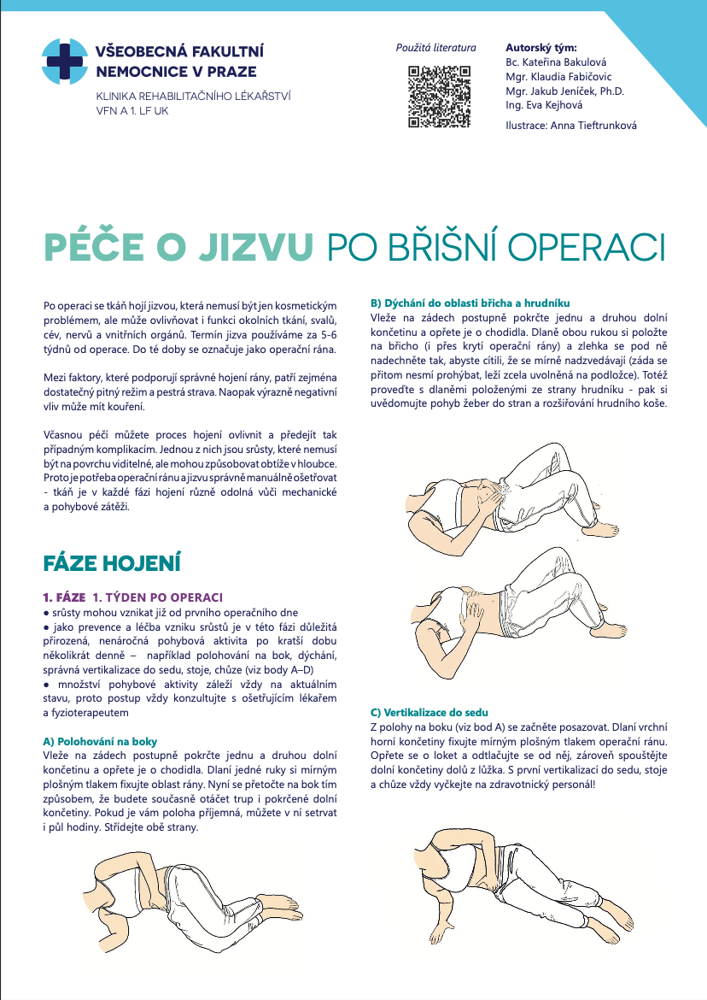 VŠEOBECNÁ FAKULTNÍ
NEMOCNICE V PRAZE
KLINIKA REHABILITAČNÍHO LÉKAŘSTVÍ
VFN A 1. LF UK
Použitá literatura
Autorský tým:
Bc. Kateřina Bakulová
Mgr. Klaudia Fabičovic
Mgr. Jakub Jeníček, Ph.D.
Ing. Eva Kejhová
Ilustrace: Anna Tieftrunková
PÉČE O JIZVU PO BŘIŠNÍ OPERACI
Po operaci se tkáň hojí jizvou, která nemusí být jen kosmetickým
problémem, ale může ovlivňovat i funkci okolních tkání, svalů,
cév, nervů a vnitřních orgánů. Termín jizva používáme za 5-6
týdnů od operace. Do té doby se označuje jako operační rána.
Mezi faktory, které podporují správné hojení rány, patří zejména
dostatečný pitný režim a pestrá strava. Naopak výrazně negativní
vliv může mít kouření.
Včasnou péčí můžete proces hojení ovlivnit a předejít tak
případným komplikacím. Jednou z nich jsou srůsty, které nemusí
být na povrchu viditelné, ale mohou způsobovat obtíže v hloubce.
Proto je potřeba operační ránu a jizvu správně manuálně ošetřovat
- tkáň je v každé fázi hojení různě odolná vůči mechanické
a pohybové zátěži.
FÁZE HOJENÍ
1. FÁZE 1. TÝDEN PO OPERACI
● srůsty mohou vznikat již od prvního operačního dne
● jako prevence a léčba vzniku srůstů je v této fázi důležitá
přirozená, nenáročná pohybová aktivita po kratší dobu
několikrát denně – například polohování na bok, dýchání,
správná vertikalizace do sedu, stoje, chůze (viz body A–D)
● množství pohybové aktivity záleží vždy na aktuálním
stavu, proto postup vždy konzultujte s ošetřujícím lékařem
a fyzioterapeutem
A) Polohování na boky
Vleže na zádech postupně pokrčte jednu a druhou dolní
končetinu a opřete je o chodidla. Dlaní jedné ruky si mírným
plošným tlakem fixujte oblast rány. Nyní se přetočte na bok tím
způsobem, že budete současně otáčet trup i pokrčené dolní
končetiny. Pokud je vám poloha příjemná, můžete v ní setrvat
i půl hodiny. Střídejte obě strany.
B) Dýchání do oblasti břicha a hrudníku
Vleže na zádech postupně pokrčte jednu a druhou dolní
končetinu a opřete je o chodidla. Dlaně obou rukou si položte
na břicho (i přes krytí operační rány) a zlehka se pod ně
nadechněte tak, abyste cítili, že se mírně nadzvedávají (záda se
přitom nesmí prohýbat, leží zcela uvolněná na podložce). Totéž
proveďte s dlaněmi položenými ze strany hrudníku - pak si
uvědomujte pohyb žeber do stran a rozšiřování hrudního koše.
C) Vertikalizace do sedu
Z polohy na boku (viz bod A) se začněte posazovat. Dlaní vrchní
horní končetiny fixujte mírným plošným tlakem operační ránu.
Opřete se o loket a odtlačujte se od něj, zároveň spouštějte
dolní končetiny dolů z lůžka. S první vertikalizací do sedu, stoje
a chůze vždy vyčkejte na zdravotnický personál!